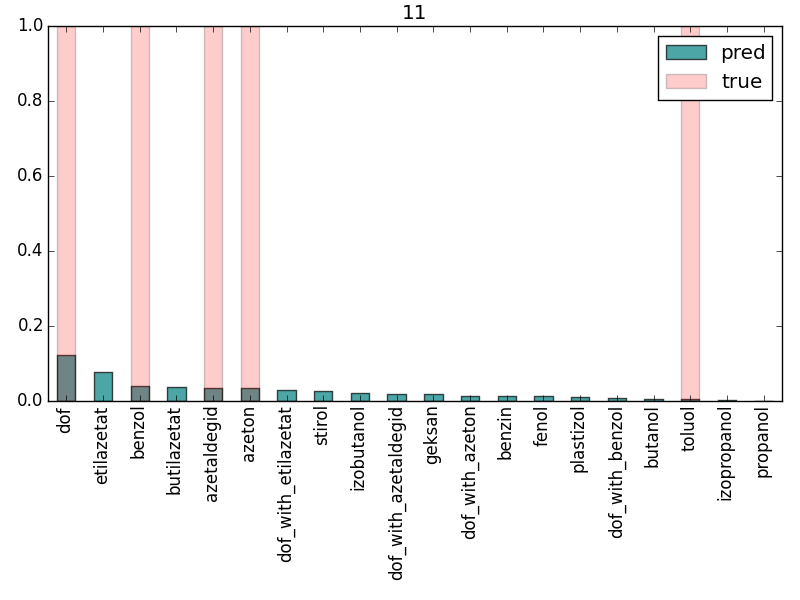 11
1.0
0.8
0.6
0.4
0.2
0.0
pred
true
dof
etilazetat
benzol
butilazetat
azetaldegid
azeton
dof_with_etilazetat
stirol
izobutanol
dof_with_azetaldegid
geksan
dof_with_azeton
benzin
fenol
plastizol
dof_with_benzol
butanol
toluol
izopropanol
propanol